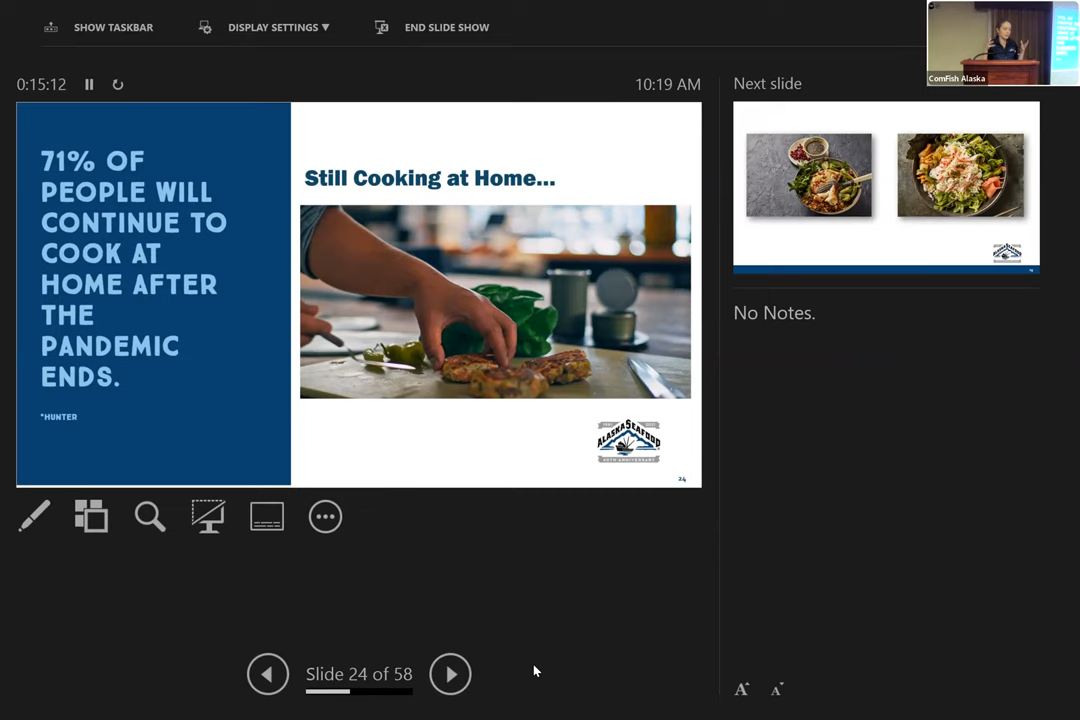 SHOW TASKBAR
DISPLAY SETTINGS ▼
END SLIDE SHOW
ComFish Alaska
0:15:12
10:19 AM
Next slide
71% OF
PEOPLE WILL
CONTINUE TO
COOK AT
HOME AFTER
THE
PANDEMIC
ENDS.
*HUNTER
Still Cooking at Home...
ALASKA SEAFOOD
40TH ANNIVERSARY
24
No Notes.
Slide 24 of 58
A
A